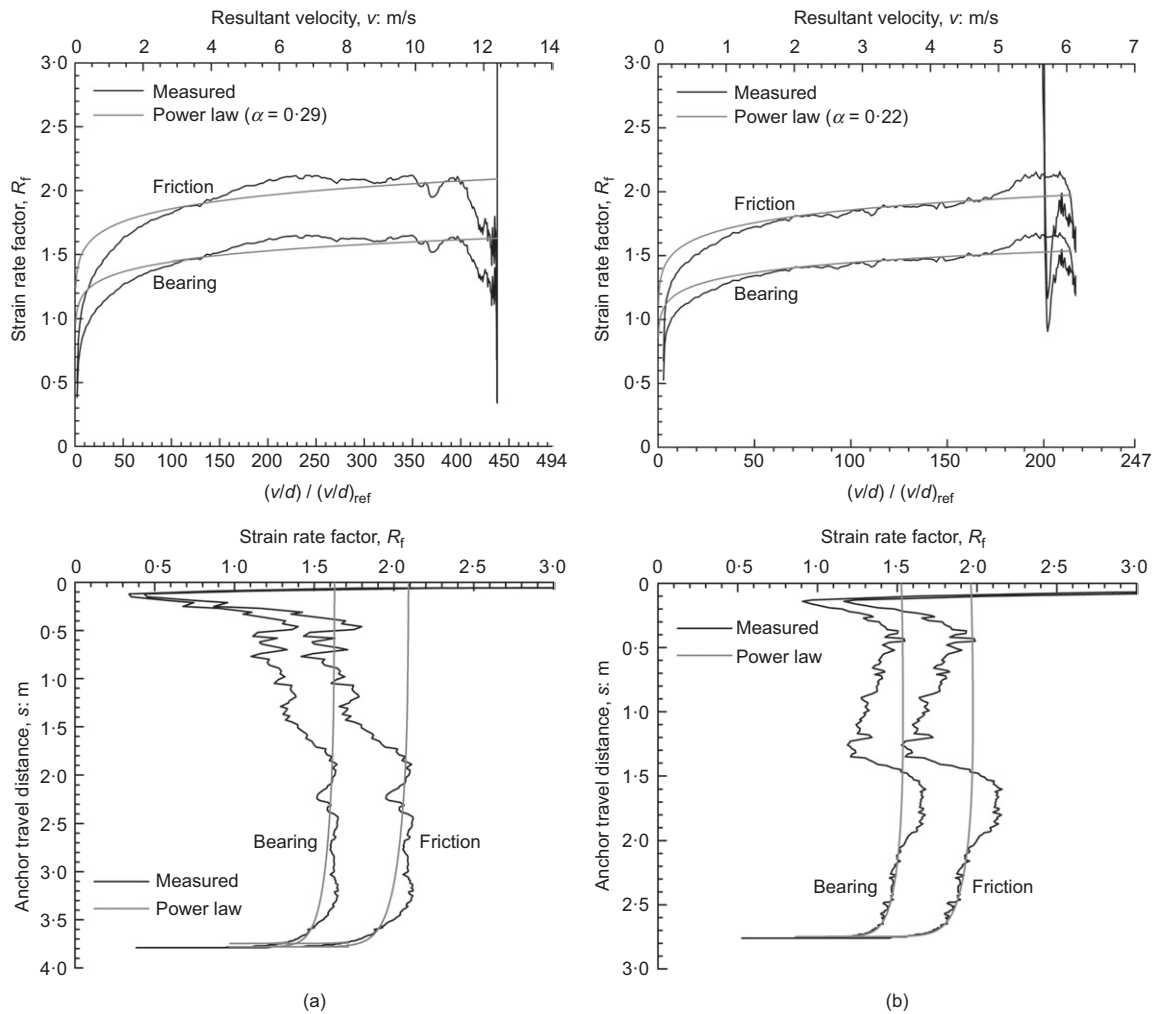 Resultant velocity, v: m/s
0 2 4 6 8 10 12 14
3·0
2·5
2·0
1·5
1·0
0·5
0
Strain rate factor, Rf
Measured
Power law (α = 0·29)
Friction
Bearing
0 50 100 150 200 250 300 350 400 450 494
(v/d) / (v/d)ref
Resultant velocity, v: m/s
0 1 2 3 4 5 6 7
3·0
2·5
2·0
1·5
1·0
0·5
0
Strain rate factor, Rf
Measured
Power law (α = 0·22)
Friction
Bearing
0 50 100 150 200 247
(v/d) / (v/d)ref
Strain rate factor, Rf
0 0·5 1·0 1·5 2·0 2·5 3·0
0
0·5
1·0
1·5
2·0
2·5
3·0
3·5
4·0
Anchor travel distance, s: m
Bearing
Friction
Measured
Power law
(a)
Strain rate factor, Rf
0 0·5 1·0 1·5 2·0 2·5 3·0
0
0·5
1·0
1·5
2·0
2·5
3·0
Anchor travel distance, s: m
Measured
Power law
Bearing
Friction
(b)